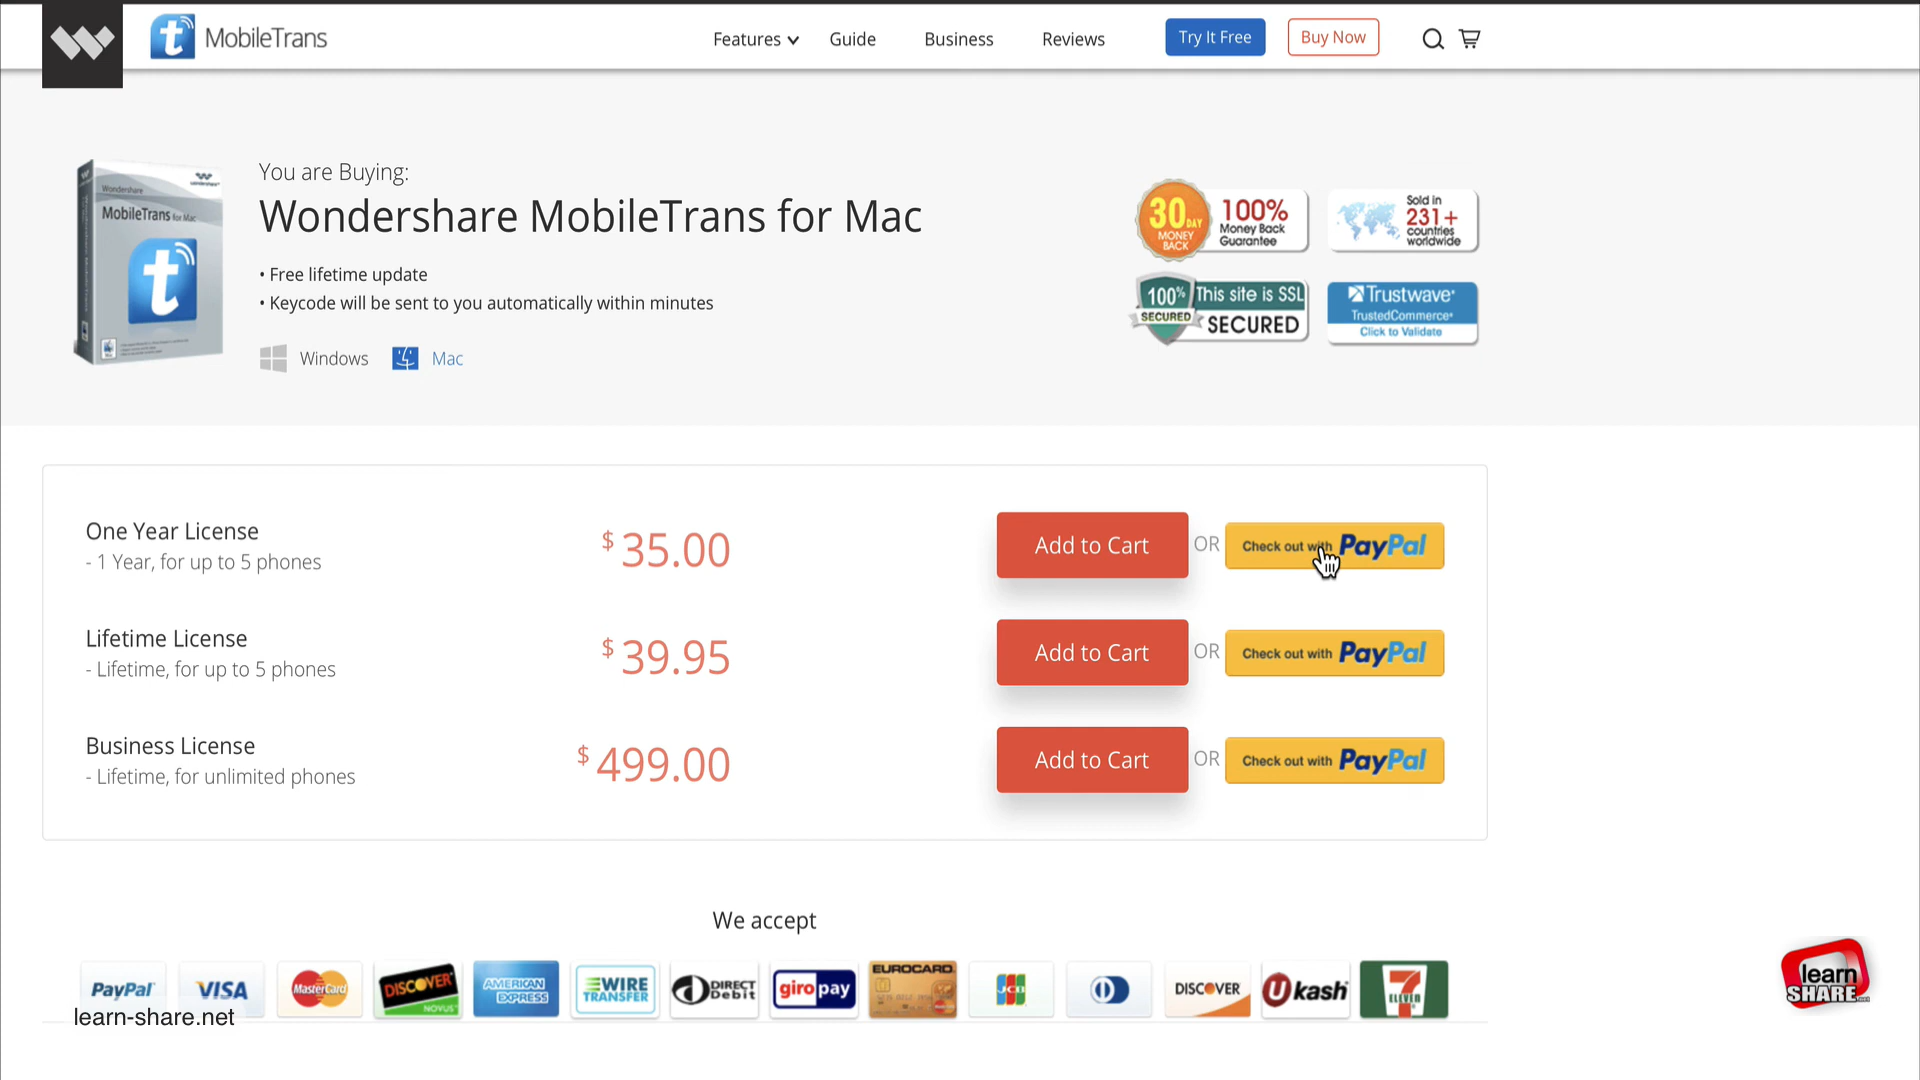 MobileTrans
Features
Guide
Business
Reviews
Try It Free
Buy Now
You are Buying:
Wondershare MobileTrans for Mac
• Free lifetime update
• Keycode will be sent to you automatically within minutes
Windows
Mac
Wondershare
MobileTrans for Mac
30 DAY
MONEY
BACK
100%
Money Back
Guarantee
Sold in
231+
countries
worldwide
100%
SECURED
This site is SSL
SECURED
Trustwave
TrustedCommerce
Click to Validate
One Year License
- 1 Year, for up to 5 phones
$35.00
Add to Cart
OR
Check out with PayPal
Lifetime License
- Lifetime, for up to 5 phones
$39.95
Add to Cart
OR
Check out with PayPal
Business License
- Lifetime, for unlimited phones
$499.00
Add to Cart
OR
Check out with PayPal
We accept
PayPal
VISA
MasterCard
DISCOVER
NOVUS
AMERICAN
EXPRESS
WIRE
TRANSFER
DIRECT
Debit
giropay
EUROCARD
JCB
DISCOVER
Ukash
7
ELEVEN
learn
SHARE.net
learn-share.net